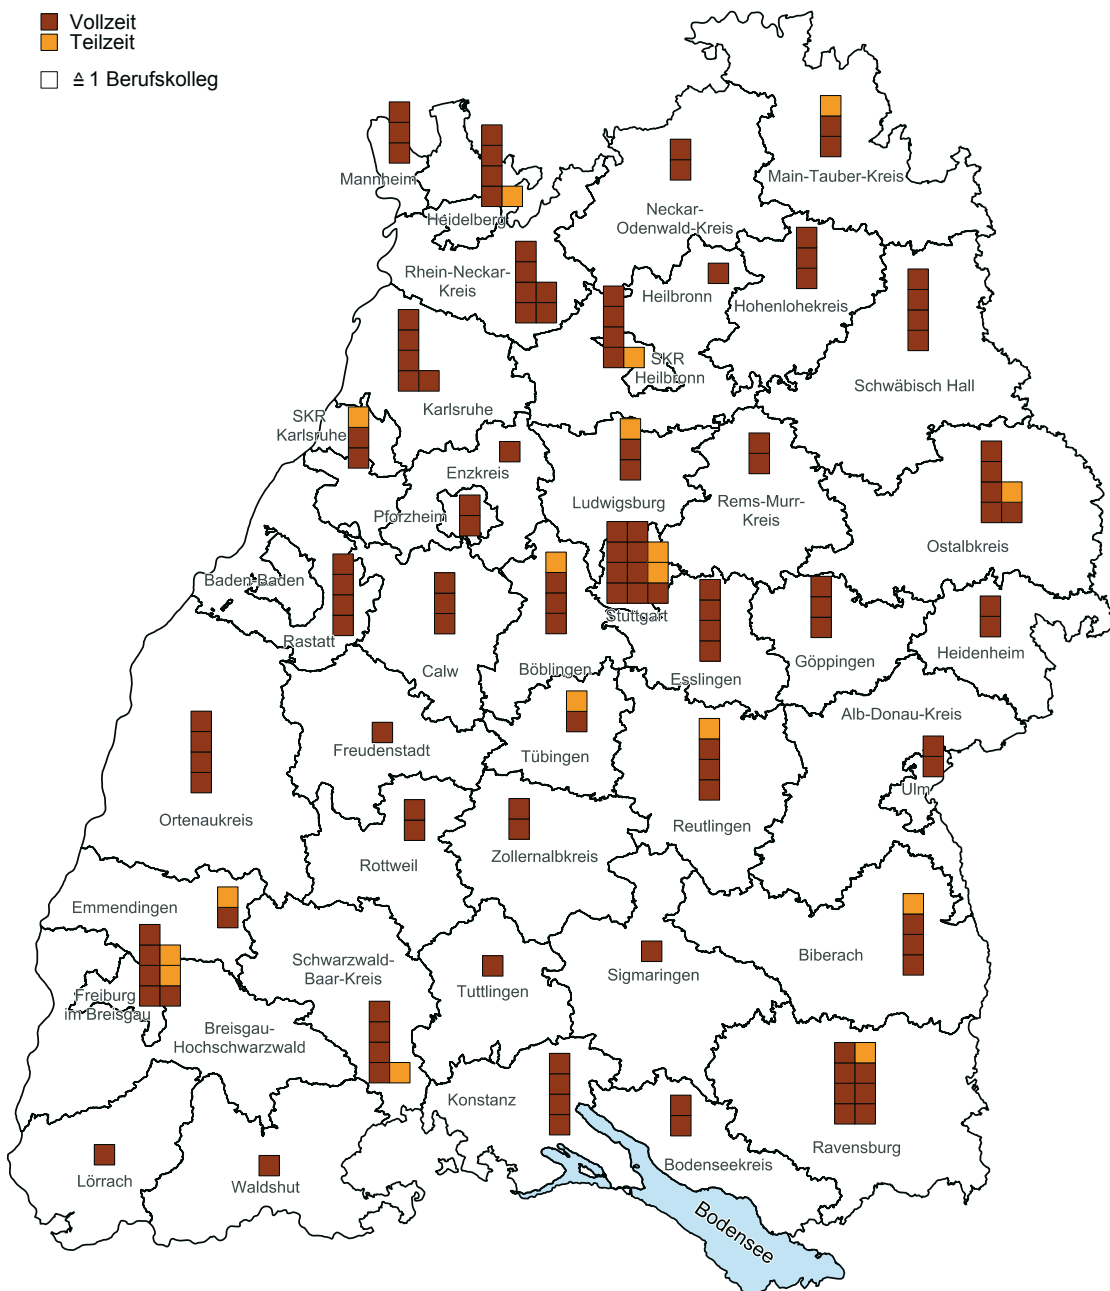 Vollzeit
Teilzeit
≙ 1 Berufskolleg
Mannheim
Main-Tauber-Kreis
Heidelberg
Neckar-
Odenwald-Kreis
Rhein-Neckar-
Kreis
Heilbronn
Hohenlohekreis
SKR
Heilbronn
Schwäbisch Hall
Karlsruhe
SKR
Karlsruhe
Enzkreis
Ludwigsburg
Rems-Murr-
Kreis
Pforzheim
Ostalbkreis
Baden-Baden
Rastatt
Stuttgart
Calw
Böblingen
Esslingen
Göppingen
Heidenheim
Alb-Donau-Kreis
Freudenstadt
Tübingen
Ulm
Ortenaukreis
Reutlingen
Rottweil
Zollernalbkreis
Emmendingen
Schwarzwald-
Baar-Kreis
Tuttlingen
Sigmaringen
Biberach
Freiburg
im Breisgau
Breisgau-
Hochschwarzwald
Konstanz
Ravensburg
Bodenseekreis
Lörrach
Waldshut
Bodensee